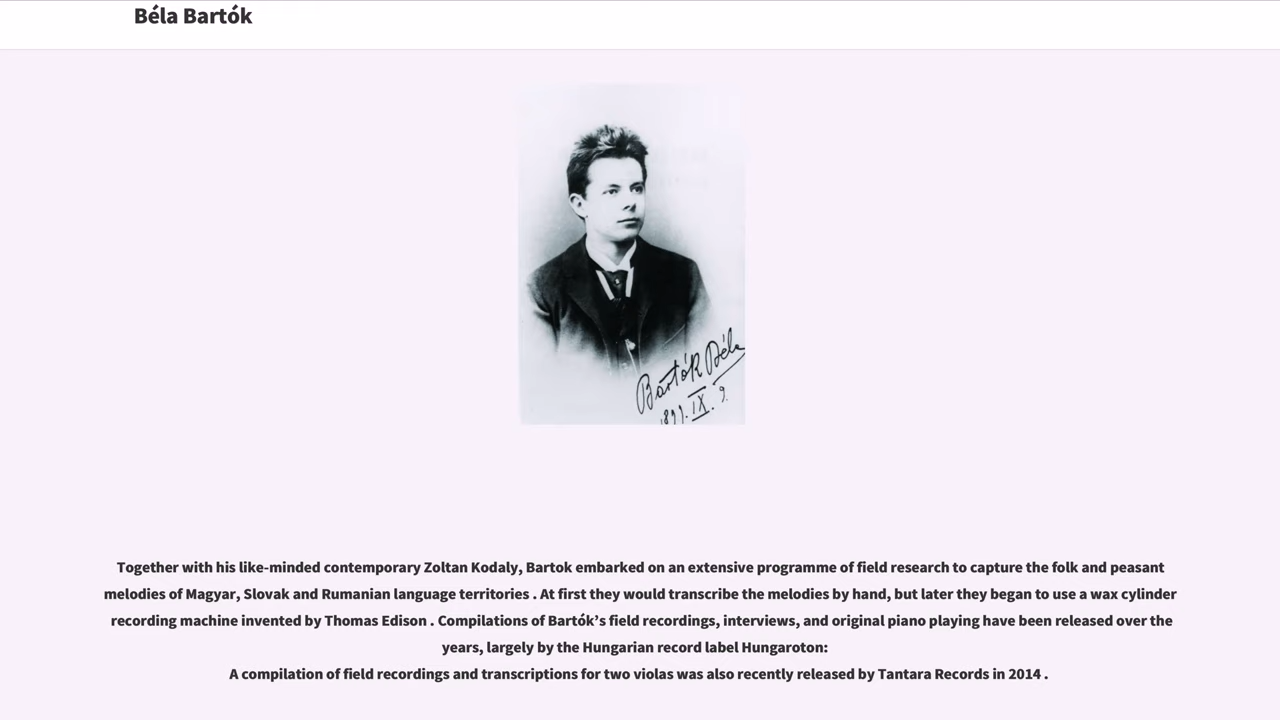 Béla Bartók
Bartók Béla
1899. IX. 9.
Together with his like-minded contemporary Zoltan Kodaly, Bartok embarked on an extensive programme of field research to capture the folk and peasant
melodies of Magyar, Slovak and Rumanian language territories . At first they would transcribe the melodies by hand, but later they began to use a wax cylinder
recording machine invented by Thomas Edison . Compilations of Bartók’s field recordings, interviews, and original piano playing have been released over the
years, largely by the Hungarian record label Hungaroton:
A compilation of field recordings and transcriptions for two violas was also recently released by Tantara Records in 2014 .